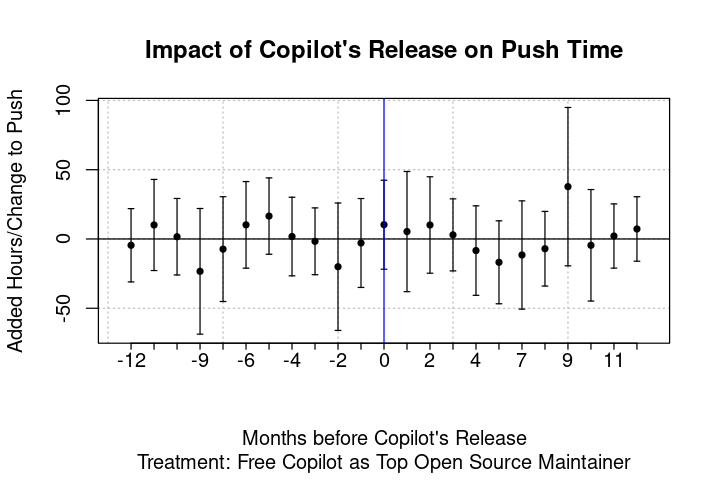 Impact of Copilot's Release on Push Time
Added Hours/Change to Push
100
50
0
-50
-12 -9 -6 -4 -2 0 2 4 7 9 11
Months before Copilot's Release
Treatment: Free Copilot as Top Open Source Maintainer